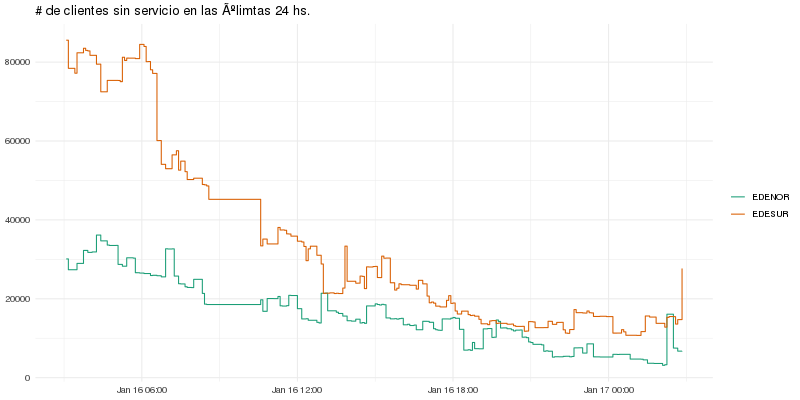 # de clientes sin servicio en las Ãºlimtas 24 hs.
80000
60000
40000
20000
0
Jan 16 06:00
Jan 16 12:00
Jan 16 18:00
Jan 17 00:00
EDENOR
EDESUR